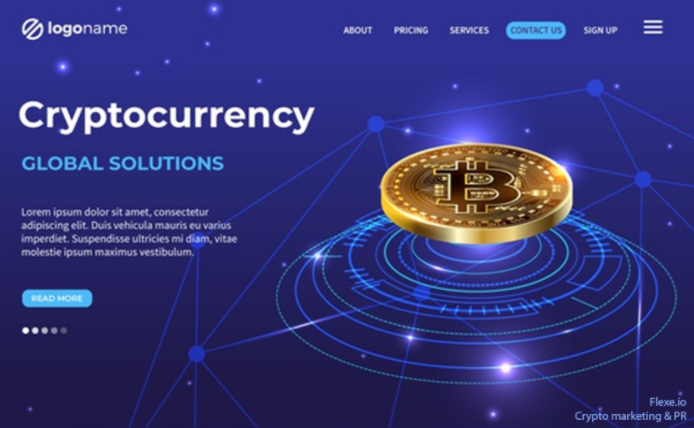 logoname
ABOUT
PRICING
SERVICES
CONTACT US
SIGN UP
Cryptocurrency
GLOBAL SOLUTIONS
Lorem ipsum dolor sit amet, consectetur
adipiscing elit. Duis vehicula mauris eu varius
imperdiet. Suspendisse ultricies mi diam, vitae
molestie ipsum maximus vestibulum.
READ MORE
Flexe.io
Crypto marketing & PR